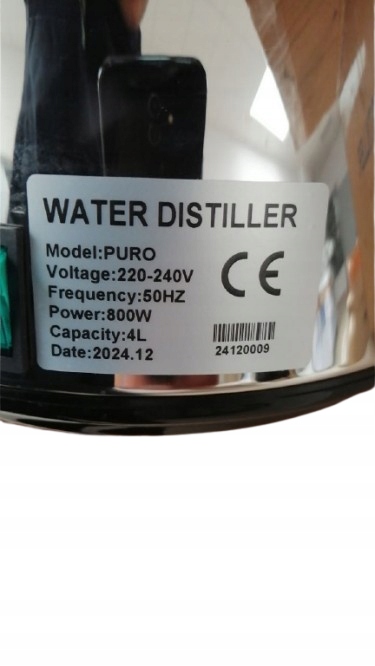 WATER DISTILLER
Model:PURO
Voltage:220-240V
Frequency:50HZ
Power:800W
Capacity:4L
Date:2024.12
CE
24120009